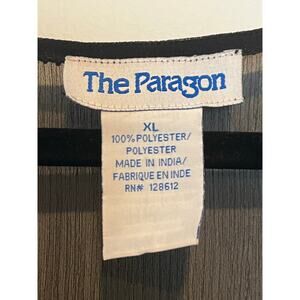 The Paragon
XL
100% POLYESTER/
POLYESTER
MADE IN INDIA/
FABRIQUE EN INDE
RN# 128612